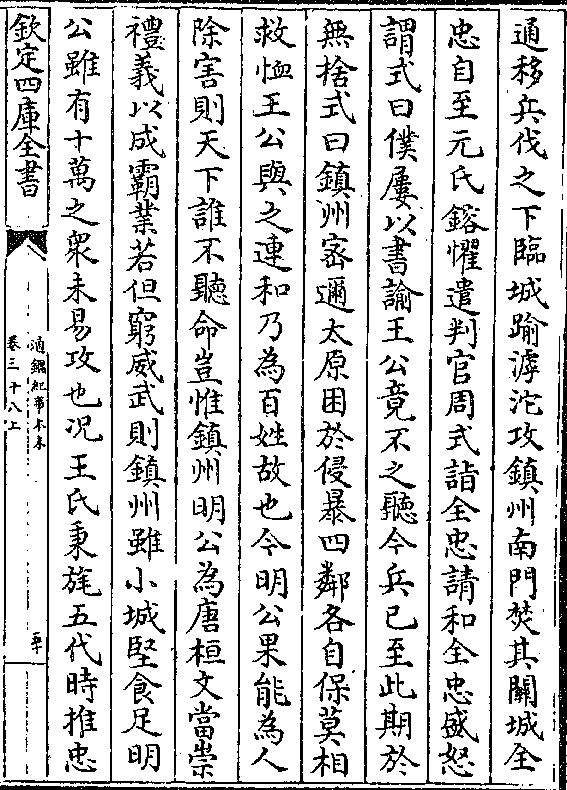 通移兵伐之下臨城踰滹沱攻鎮州南門焚其關城全
忠自至元氏鎔懼遣判官周式詣全忠請和全忠盛怒
謂式曰僕屢以書諭王公竟不之聽今兵已至此期於
無捨式曰鎮州密邇太原困於侵暴四鄰各自保莫相
救恤王公與之連和乃為百姓故也今明公果能為人
除害則天下誰不聽命豈惟鎮州明公為唐桓文當崇
禮義以成霸業若但窮威武則鎮州雖小城堅食足明
公雖有十萬之衆未易攻也况王氏秉旄五代時推忠
欽定四庫全書
通鑑紀事本末
卷三十八上